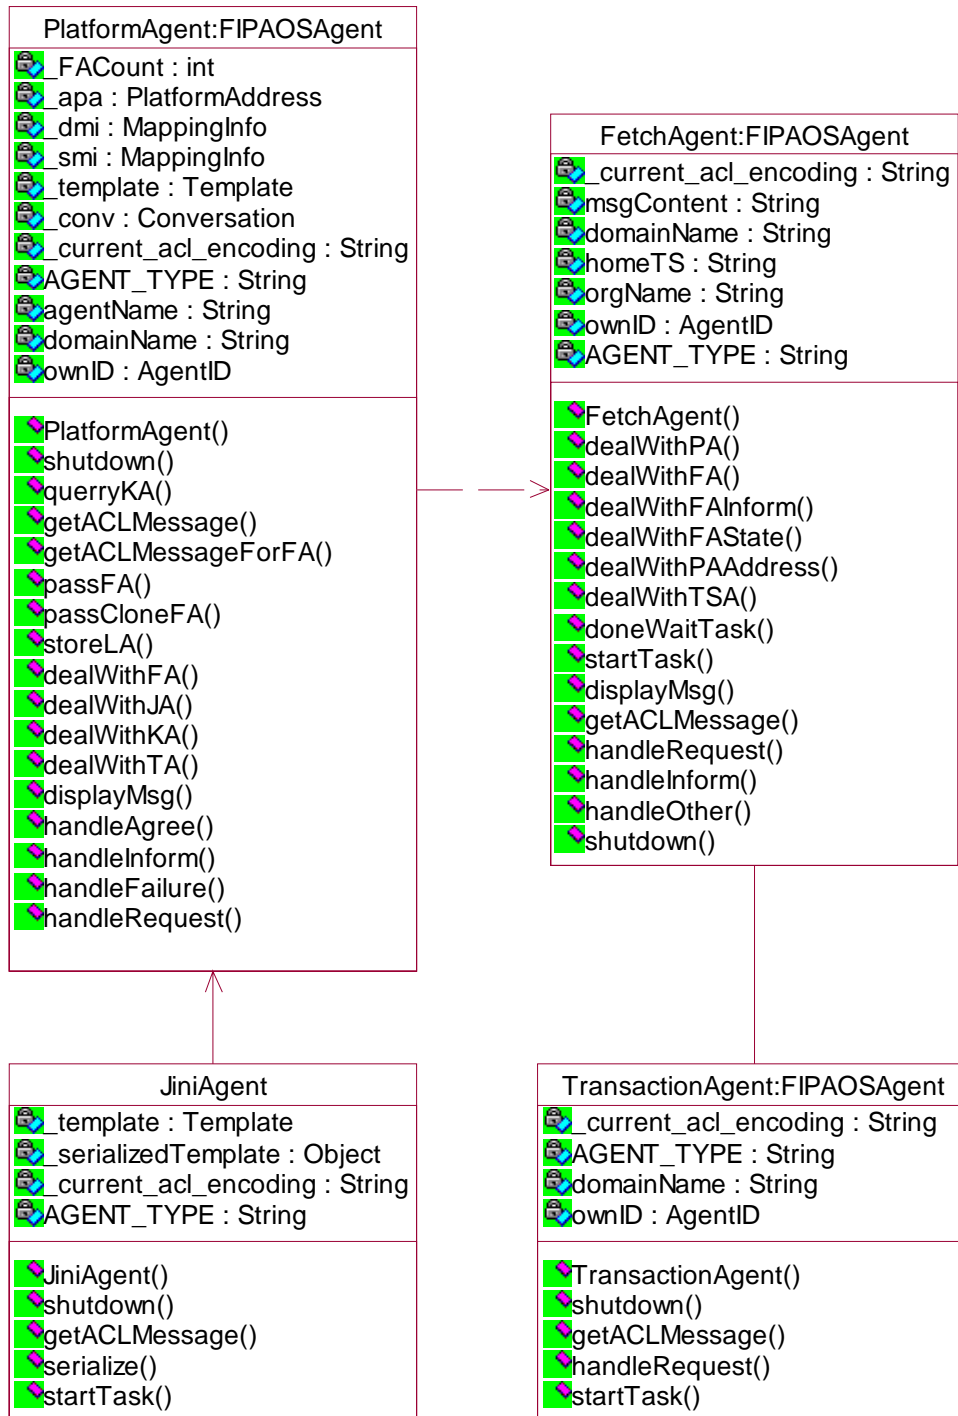 PlatformAgent:FIPAOSAgent
_FACount : int
_apa : PlatformAddress
_dmi : MappingInfo
_smi : MappingInfo
_template : Template
_conv : Conversation
_current_acl_encoding : String
AGENT_TYPE : String
agentName : String
domainName : String
ownID : AgentID
PlatformAgent()
shutdown()
querryKA()
getACLMessage()
getACLMessageForFA()
passFA()
passCloneFA()
storeLA()
dealWithFA()
dealWithJA()
dealWithKA()
dealWithTA()
displayMsg()
handleAgree()
handleInform()
handleFailure()
handleRequest()
FetchAgent:FIPAOSAgent
_current_acl_encoding : String
msgContent : String
domainName : String
homeTS : String
orgName : String
ownID : AgentID
AGENT_TYPE : String
FetchAgent()
dealWithPA()
dealWithFA()
dealWithFAInform()
dealWithFAState()
dealWithPAAddress()
dealWithTSA()
doneWaitTask()
startTask()
displayMsg()
getACLMessage()
handleRequest()
handleInform()
handleOther()
shutdown()
JiniAgent
_template : Template
_serializedTemplate : Object
_current_acl_encoding : String
AGENT_TYPE : String
JiniAgent()
shutdown()
getACLMessage()
serialize()
startTask()
TransactionAgent:FIPAOSAgent
_current_acl_encoding : String
AGENT_TYPE : String
domainName : String
ownID : AgentID
TransactionAgent()
shutdown()
getACLMessage()
handleRequest()
startTask()